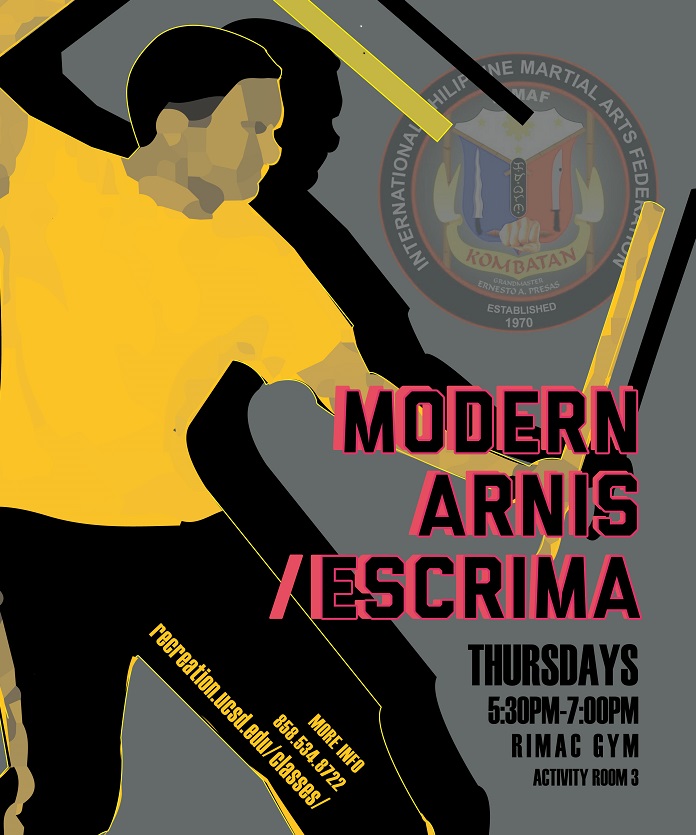 INTERNATIONAL PHILIPPINE MARTIAL ARTS FEDERATION
MAF
KOMBATAN
GRANDMASTER
ERNESTO A. PRESAS
ESTABLISHED
1970
MODERN
ARNIS
/ESCRIMA
THURSDAYS
5:30PM-7:00PM
RIMAC GYM
ACTIVITY ROOM 3
MORE INFO
858.534.8722
recreation.ucsd.edu/classes/